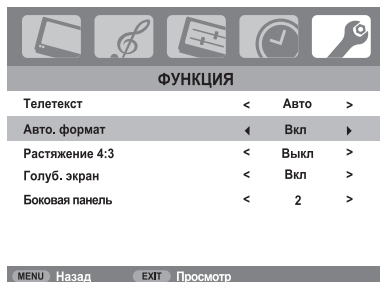 ФУНКЦИЯ
Телетекст < Авто >
Авто. формат Вкл
Растяжение 4:3 < Выкл >
Голуб. экран < Вкл >
Боковая панель < 2 >
MENU Назад EXIT Просмотр